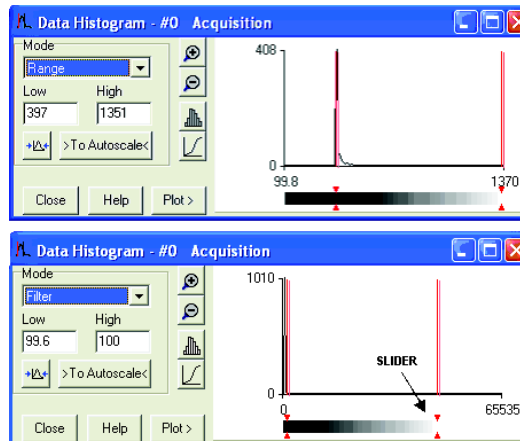 Data Histogram - #0 Acquisition
Mode
Range
Low High
397 1351
>To Autoscale<
Close Help Plot >
408
0
99.8 1370
Data Histogram - #0 Acquisition
Mode
Filter
Low High
99.6 100
>To Autoscale<
Close Help Plot >
1010
0
SLIDER
0 65535